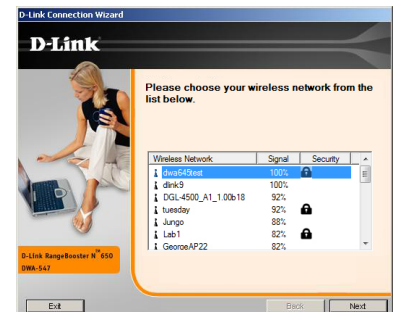 D-Link Connection Wizard
D-Link
Please choose your wireless network from the
list below.
Wireless Network Signal Security
dwa645test 100%
dlink9 100%
DGL-4500_A1_1.00b18 92%
tuesday 92%
Jungo 88%
Lab1 82%
GeorgeAP22 82%
D-Link RangeBooster N™ 650
DWA-547
Exit Back Next